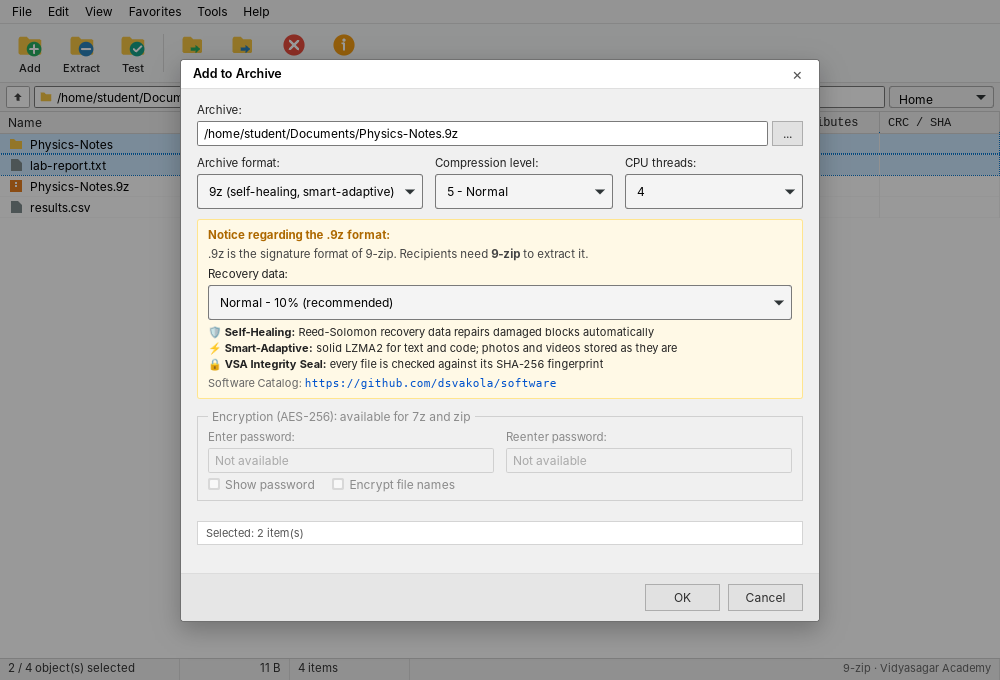 File Edit View Favorites Tools Help
Add Extract Test
Add to Archive ×
/home/student/Docum
Home
Name
ibutes CRC / SHA
Physics-Notes
lab-report.txt
Physics-Notes.9z
results.csv
Archive:
/home/student/Documents/Physics-Notes.9z ...
Archive format: Compression level: CPU threads:
9z (self-healing, smart-adaptive) 5 - Normal 4
Notice regarding the .9z format:
.9z is the signature format of 9-zip. Recipients need 9-zip to extract it.
Recovery data:
Normal - 10% (recommended)
Self-Healing: Reed-Solomon recovery data repairs damaged blocks automatically
Smart-Adaptive: solid LZMA2 for text and code; photos and videos stored as they are
VSA Integrity Seal: every file is checked against its SHA-256 fingerprint
Software Catalog: https://github.com/dsvakola/software
Encryption (AES-256): available for 7z and zip
Enter password: Reenter password:
Not available Not available
Show password Encrypt file names
Selected: 2 item(s)
OK Cancel
2 / 4 object(s) selected 11 B 4 items 9-zip · Vidyasagar Academy